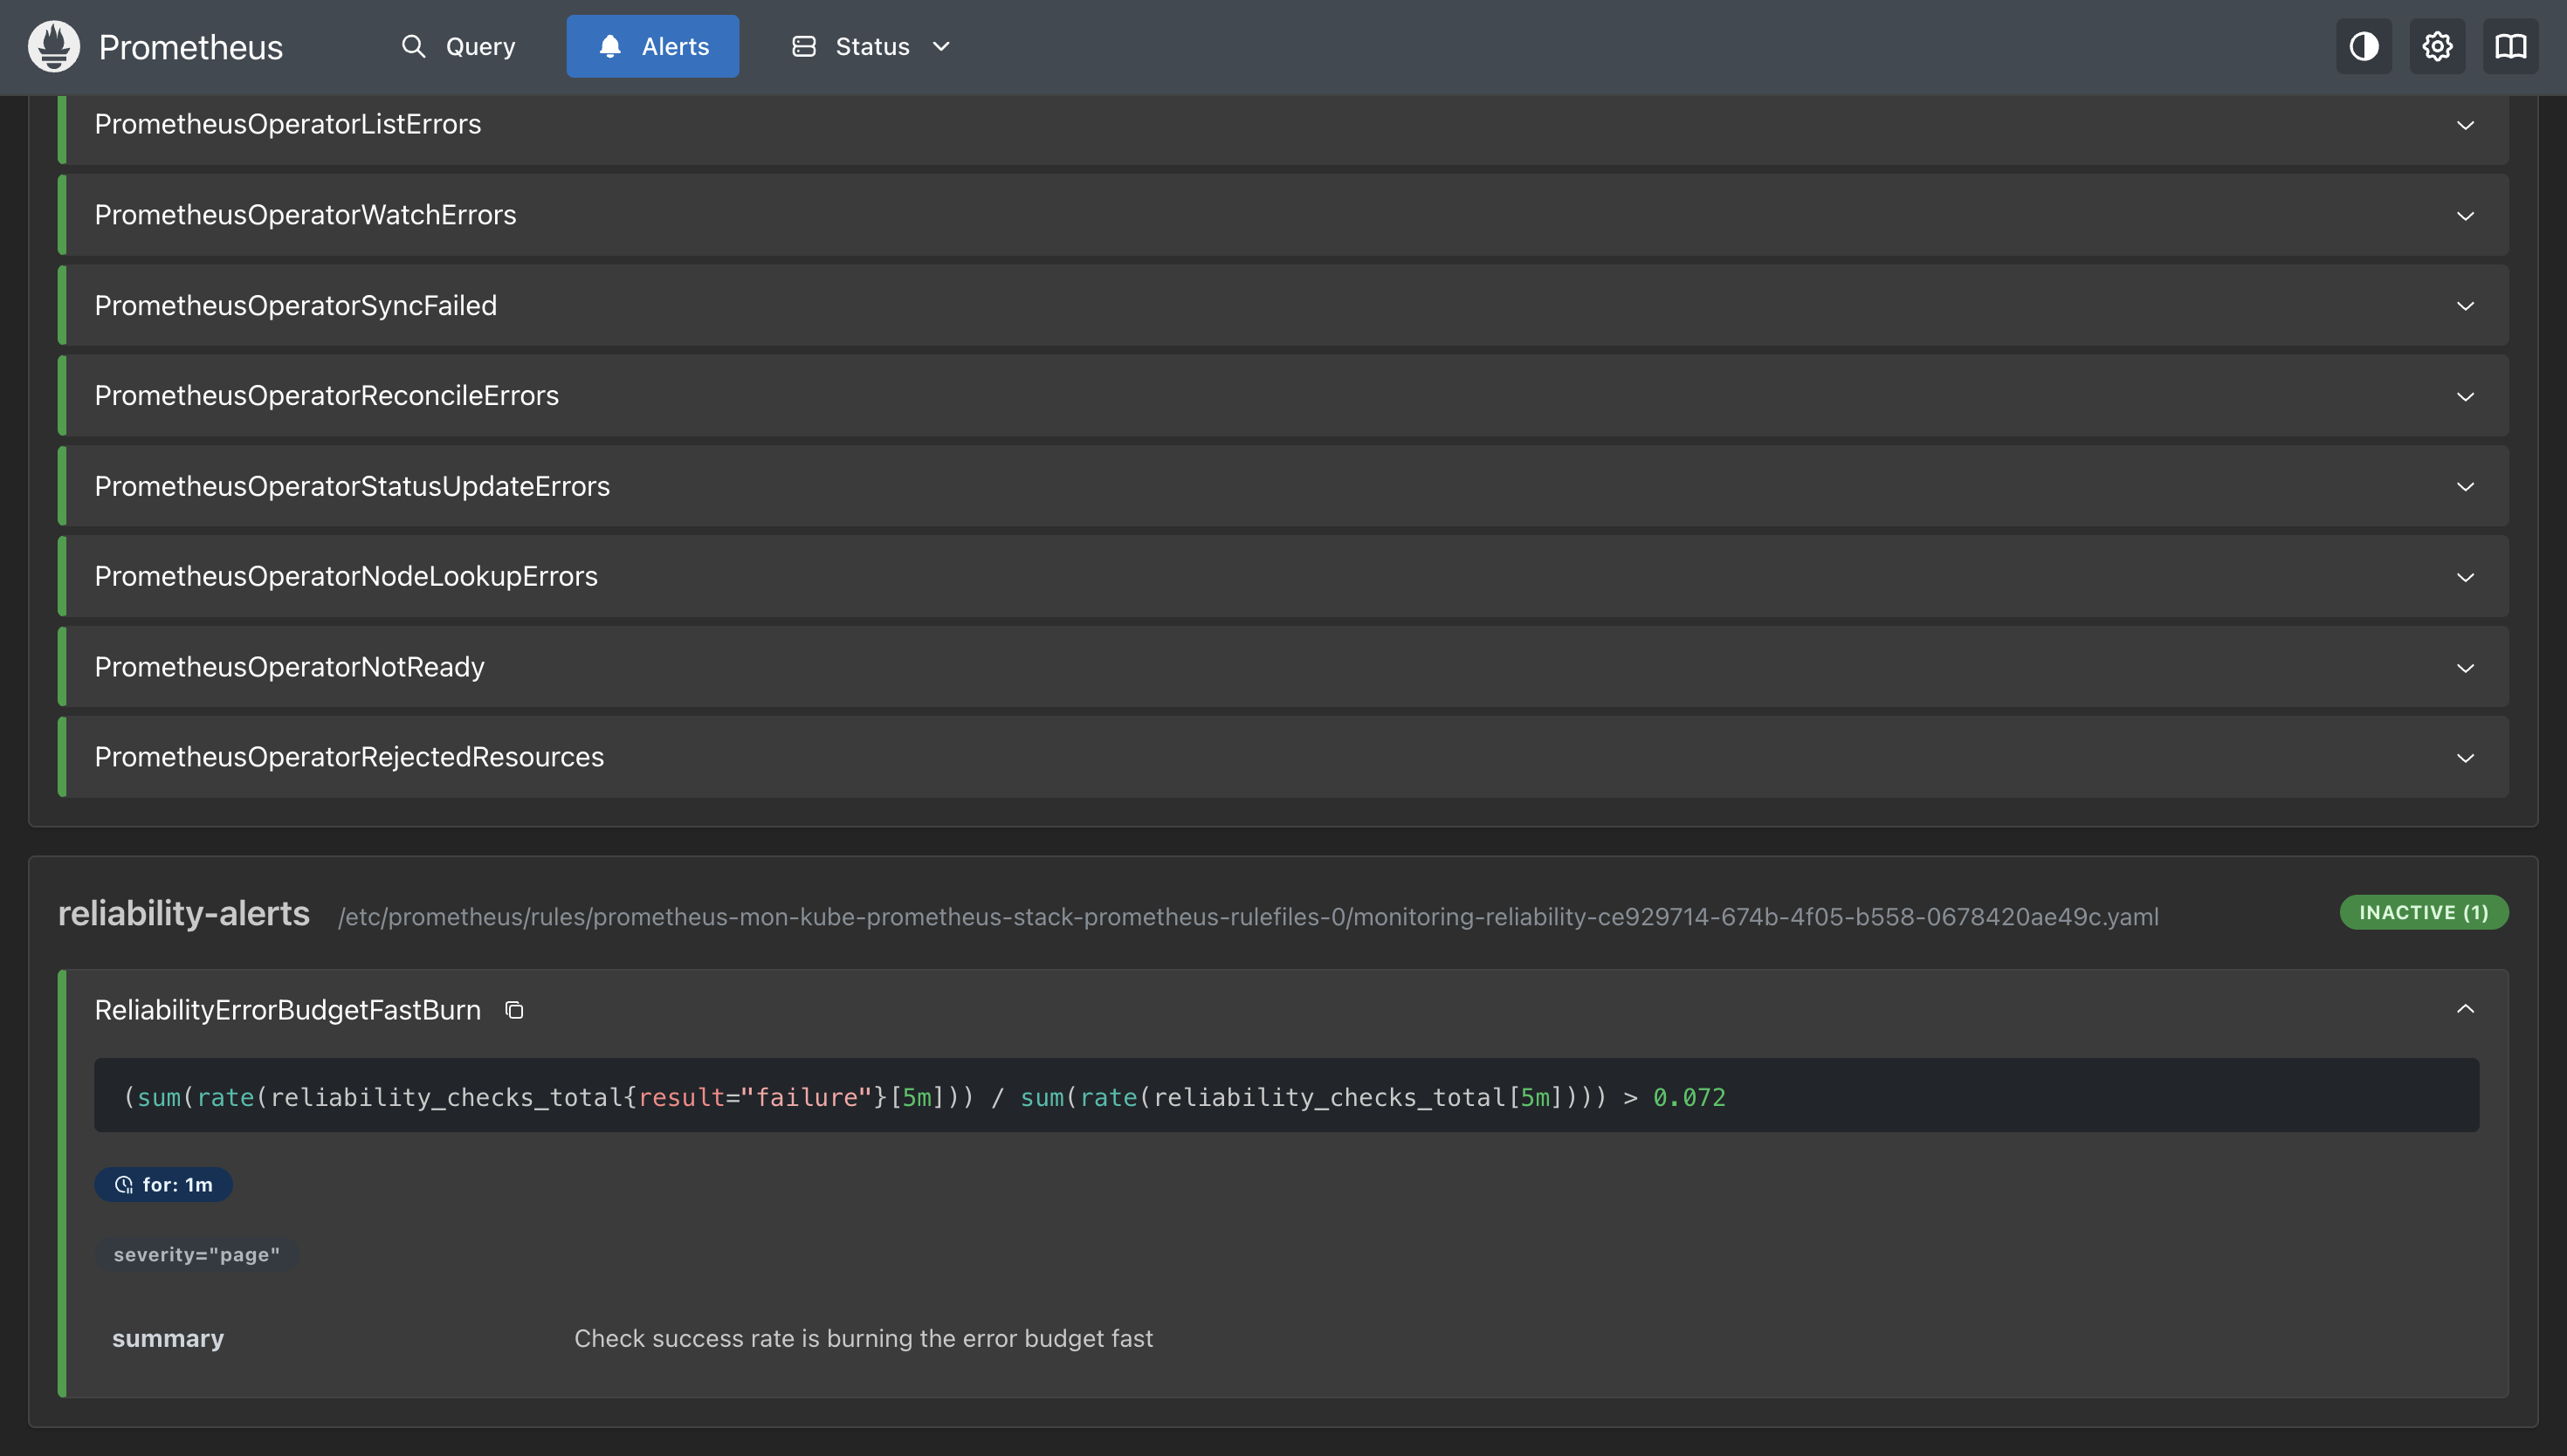 Prometheus Query Alerts Status
PrometheusOperatorListErrors
PrometheusOperatorWatchErrors
PrometheusOperatorSyncFailed
PrometheusOperatorReconcileErrors
PrometheusOperatorStatusUpdateErrors
PrometheusOperatorNodeLookupErrors
PrometheusOperatorNotReady
PrometheusOperatorRejectedResources
reliability-alerts /etc/prometheus/rules/prometheus-mon-kube-prometheus-stack-prometheus-rulefiles-0/monitoring-reliability-ce929714-674b-4f05-b558-0678420ae49c.yaml INACTIVE (1)
ReliabilityErrorBudgetFastBurn
(sum(rate(reliability_checks_total{result="failure"}[5m])) / sum(rate(reliability_checks_total[5m]))) > 0.072
for: 1m
severity="page"
summary Check success rate is burning the error budget fast